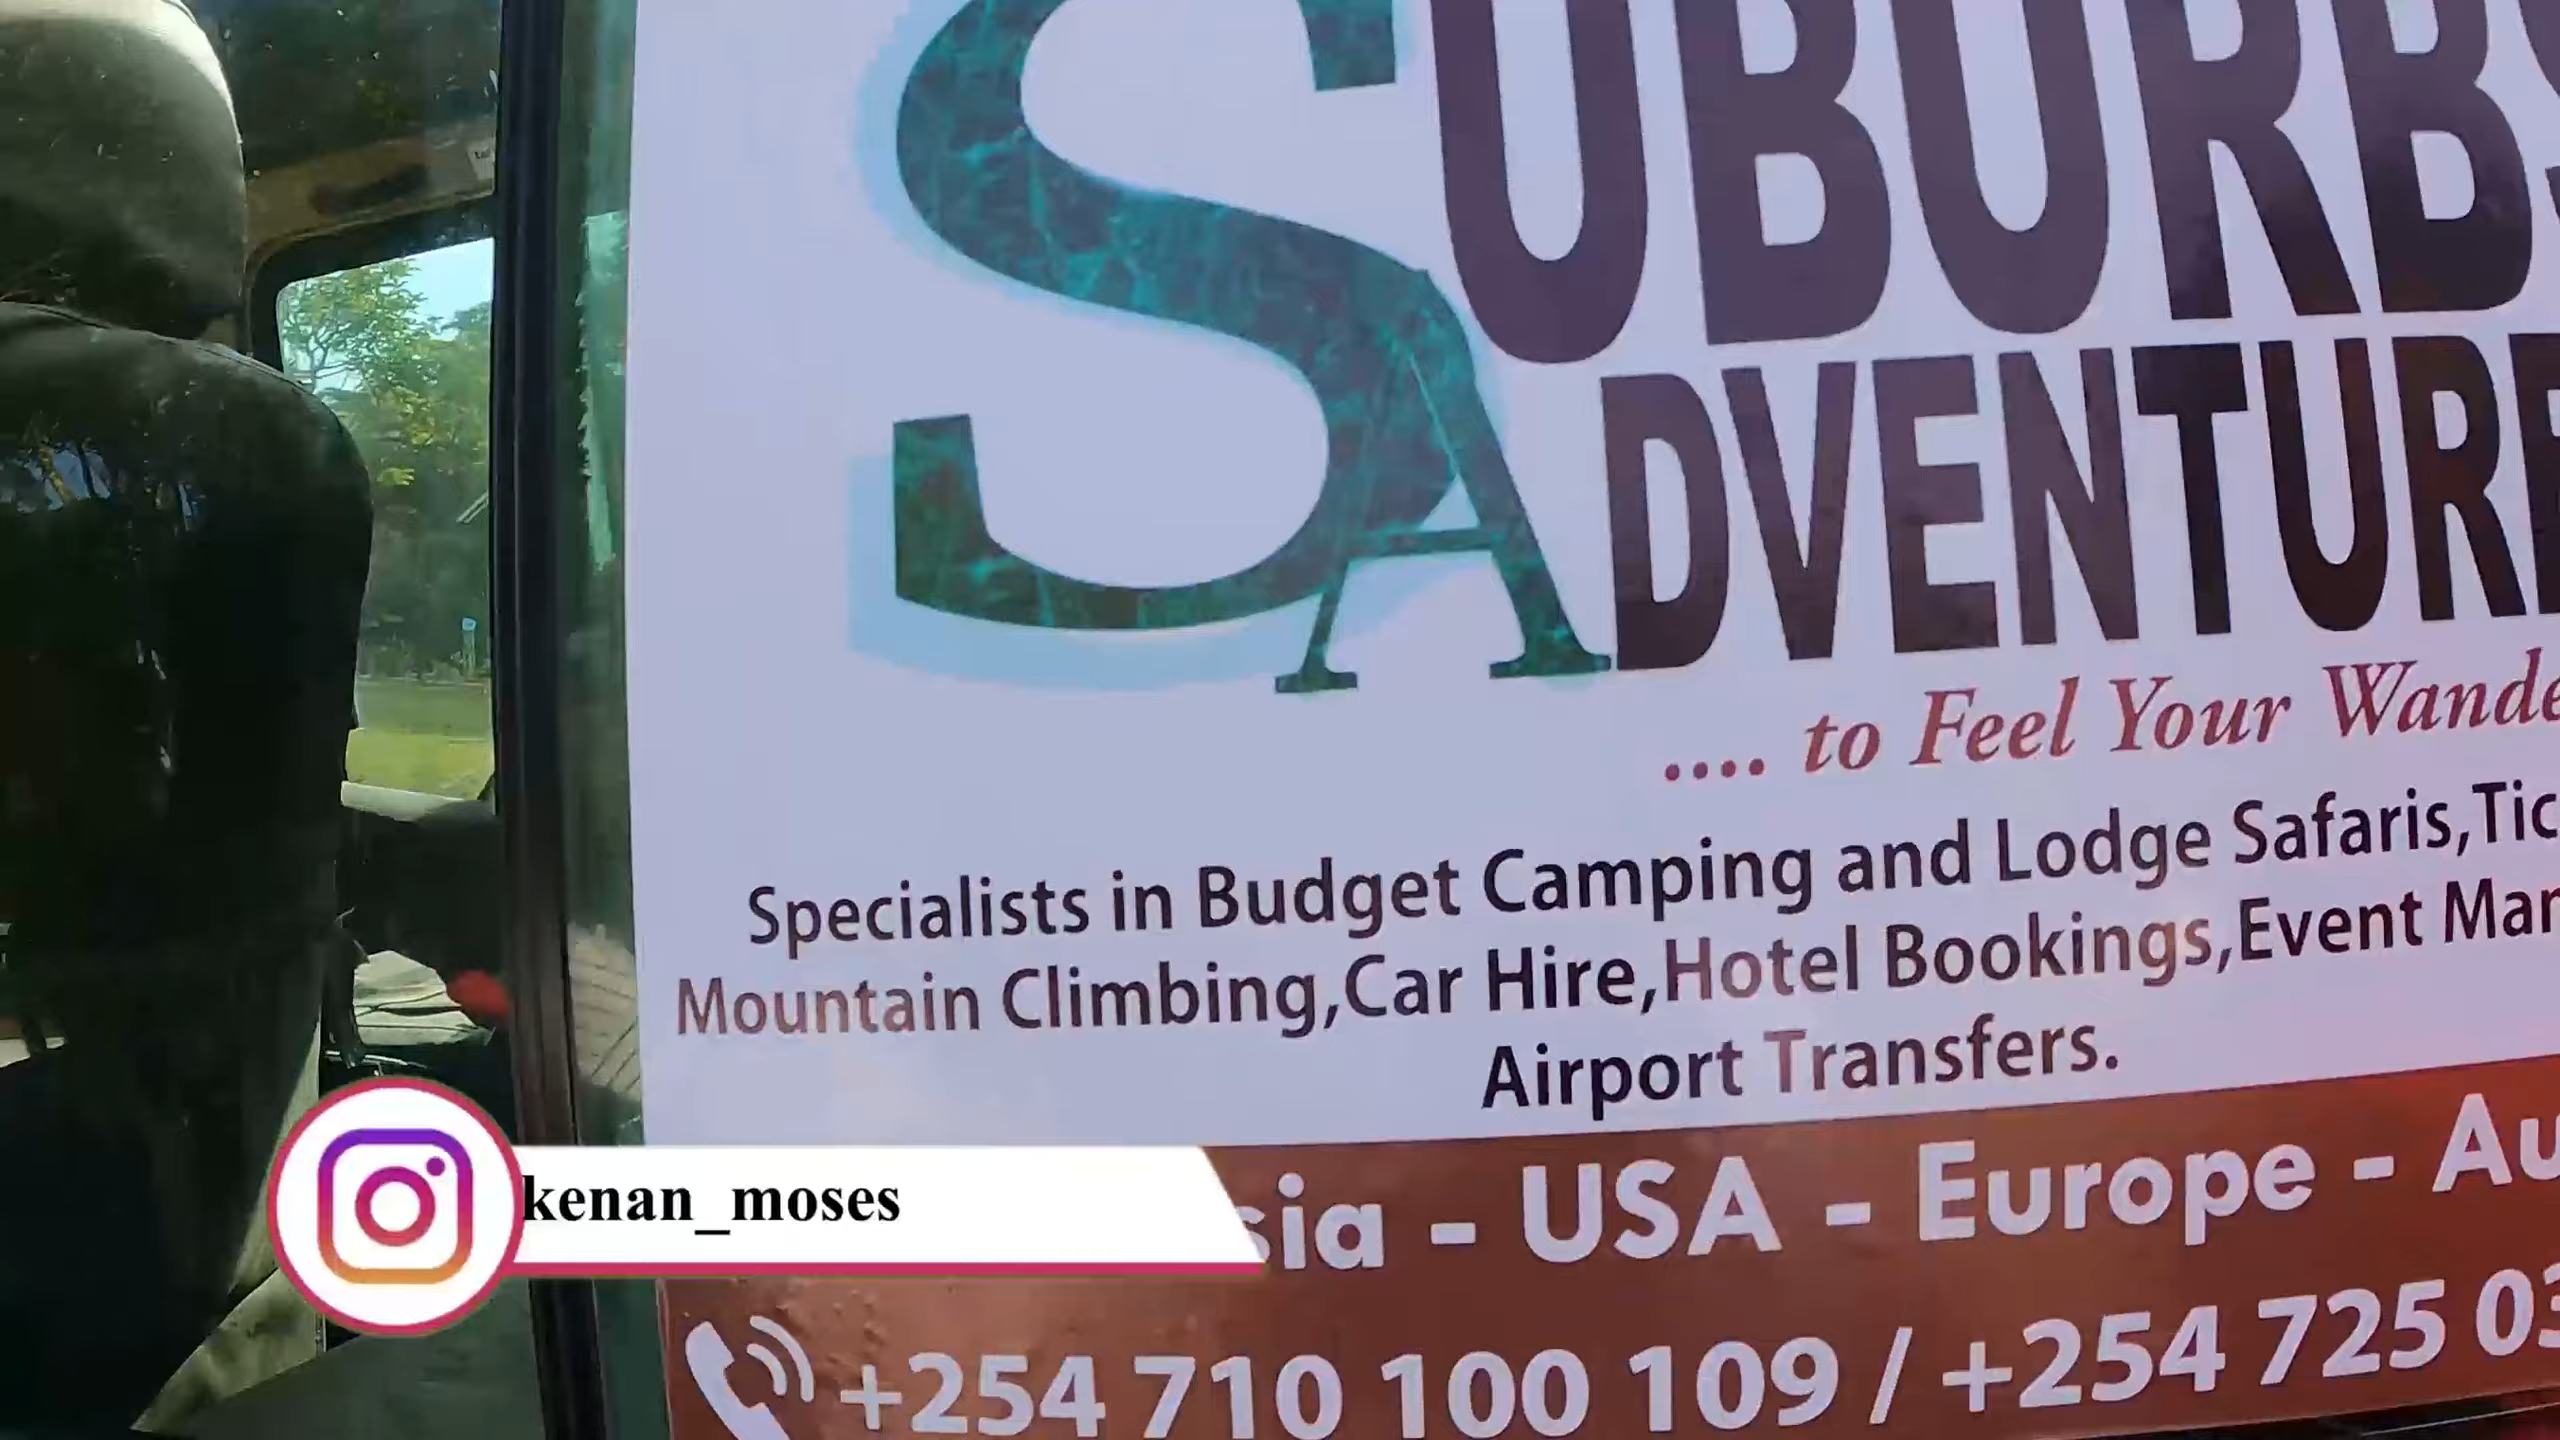 SUBURBS
ADVENTURE
.... to Feel Your
Specialists in Budget Camping and Lodge Safaris,
Mountain Climbing,Car Hire,Hotel Bookings,Event
Airport Transfers.
- USA - Europe -
+254 710 100 109 / +254 725
kenan_moses